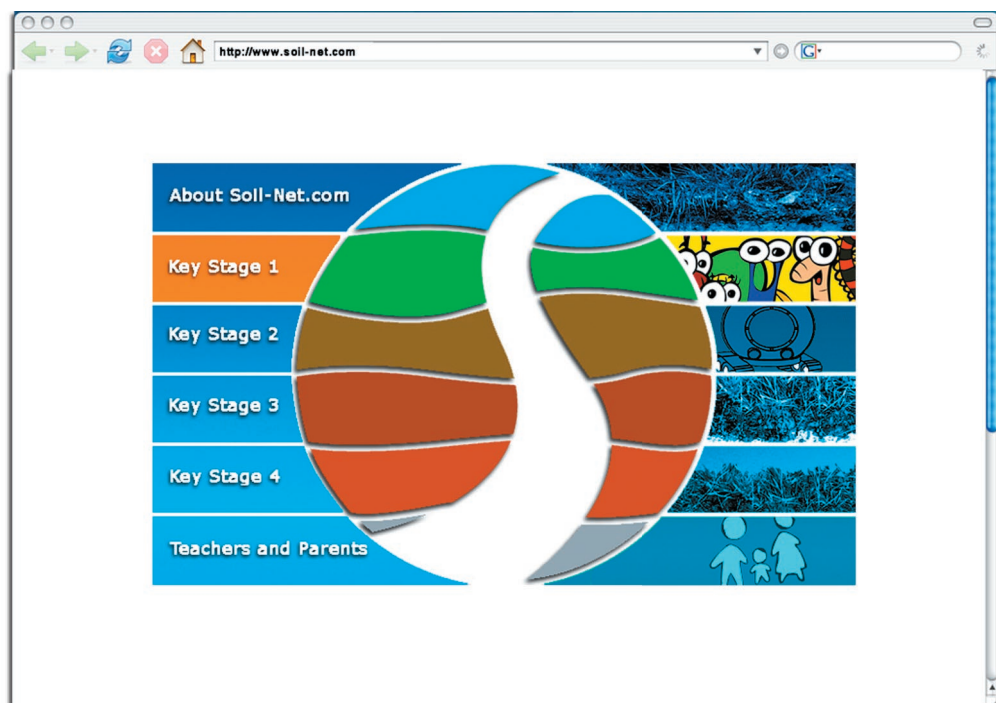 http://www.soil-net.com
G
About Soil-Net.com
Key Stage 1
Key Stage 2
Key Stage 3
Key Stage 4
Teachers and Parents